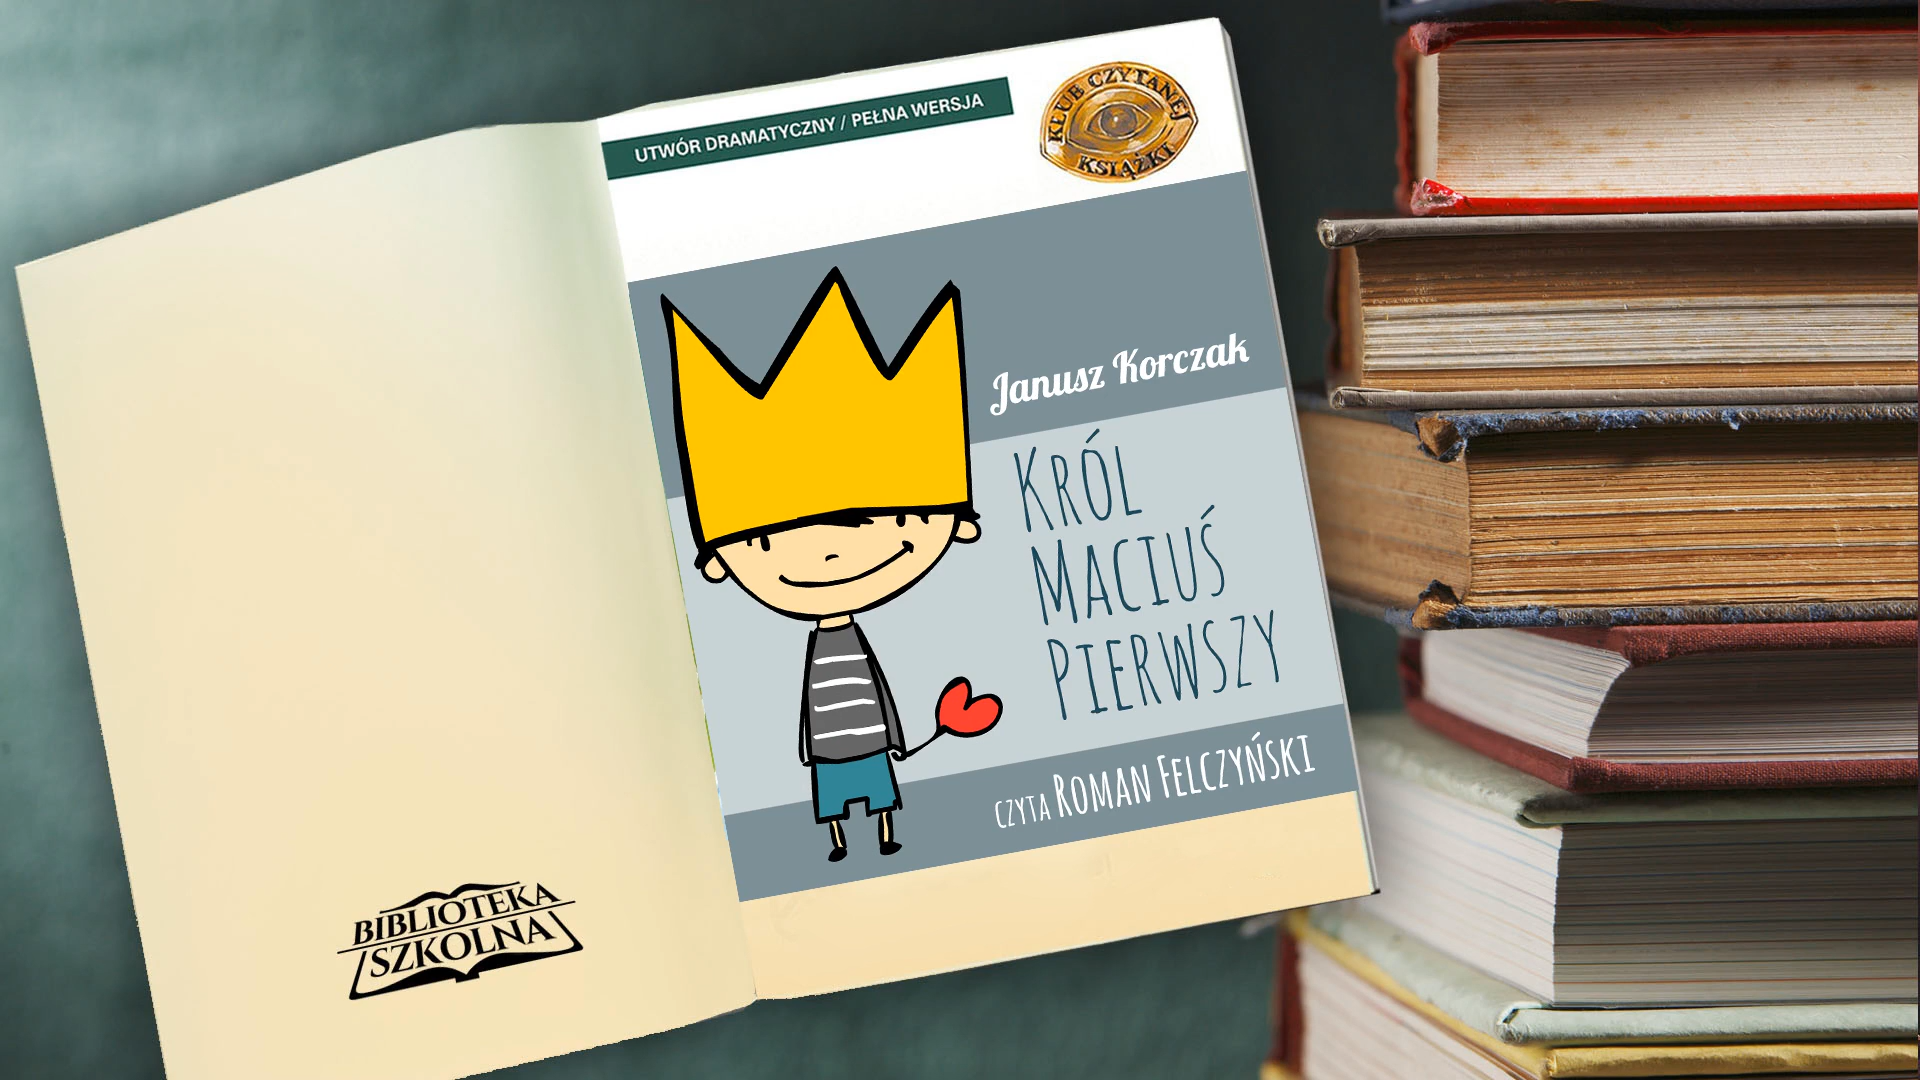 UTWÓR DRAMATYCZNY / PEŁNA WERSJA
KLUB CZYTANEJ
KSIĄŻKI
Janusz Korczak
KRÓL
MACIUŚ
PIERWSZY
CZYTA ROMAN FELCZYŃSKI
BIBLIOTEKA
SZKOLNA